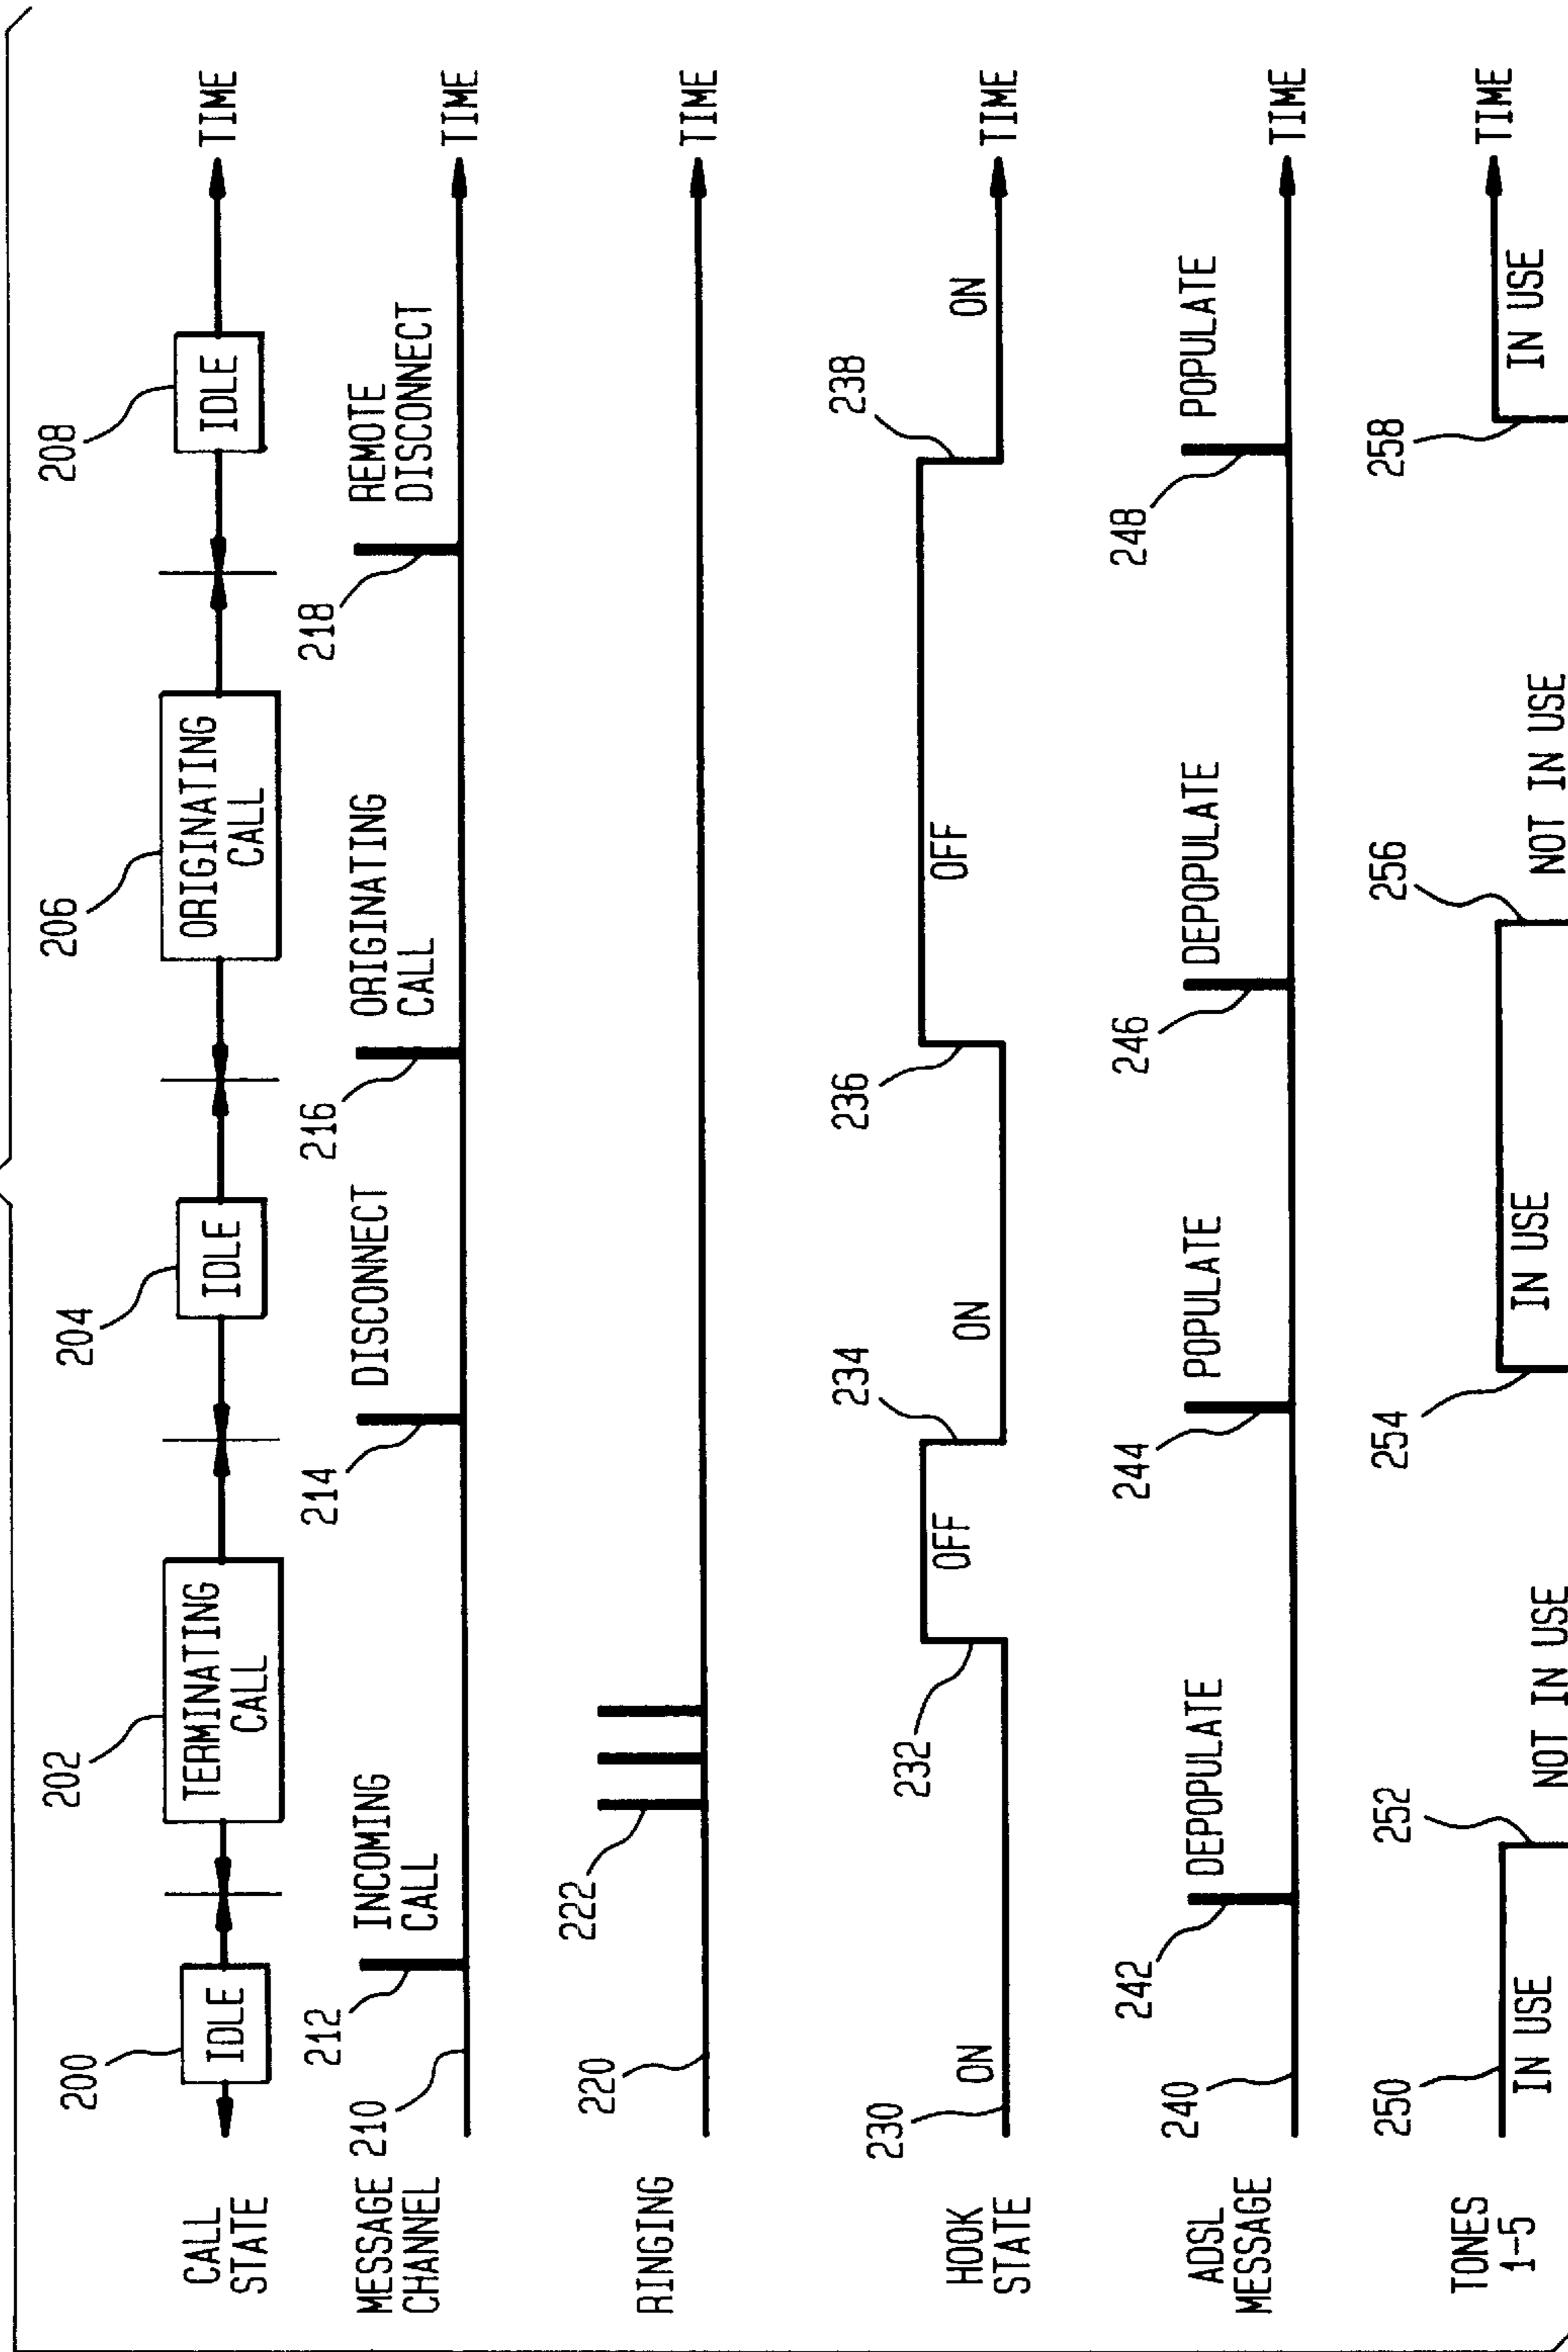 200
202
204
206
208
CALL
STATE
IDLE
TERMINATING
CALL
IDLE
ORIGINATING
CALL
IDLE
TIME
MESSAGE
CHANNEL
210
212
INCOMING
CALL
214
DISCONNECT
216
ORIGINATING
CALL
218
REMOTE
DISCONNECT
TIME
RINGING
220
222
TIME
HOOK
STATE
230
ON
232
OFF
234
ON
236
OFF
238
ON
TIME
ADSL
MESSAGE
240
242
DEPOPULATE
244
POPULATE
246
DEPOPULATE
248
POPULATE
TIME
TONES
1-5
250
IN USE
252
NOT IN USE
254
IN USE
256
NOT IN USE
258
IN USE
TIME